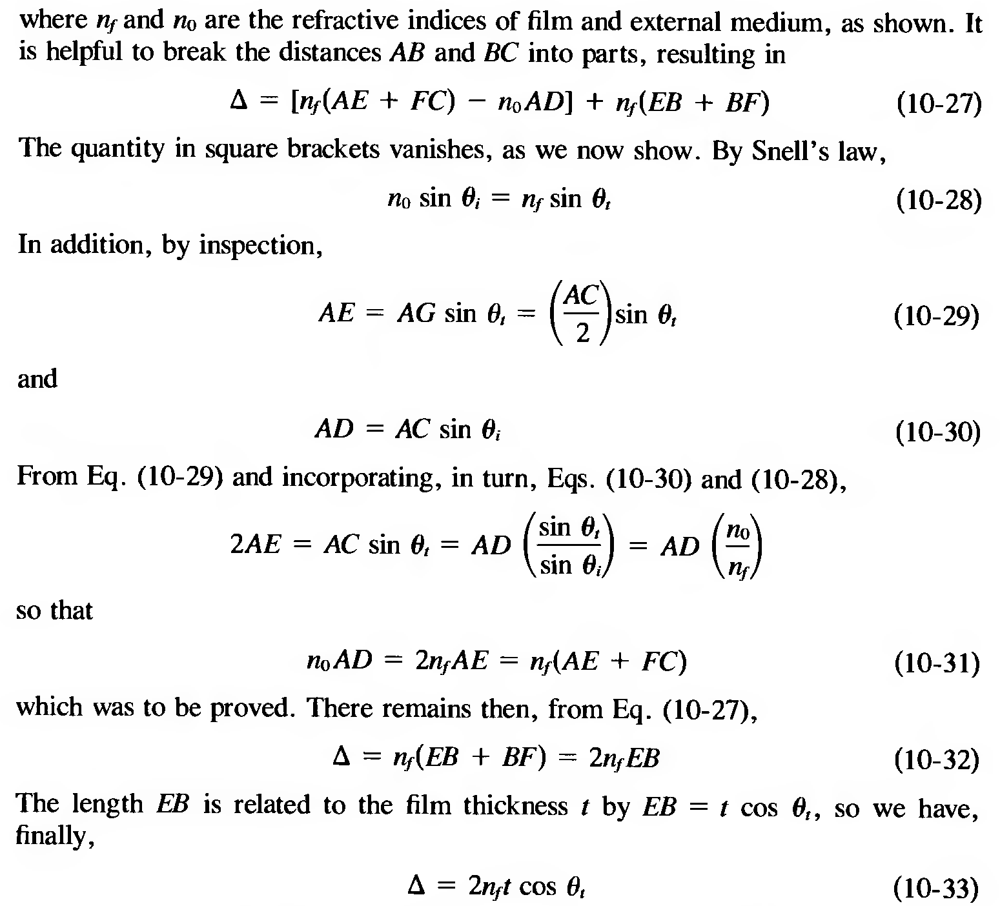 where n_f and n_0 are the refractive indices of film and external medium, as shown. It
is helpful to break the distances AB and BC into parts, resulting in
Δ = [n_f(AE + FC) − n_0AD] + n_f(EB + BF) (10-27)
The quantity in square brackets vanishes, as we now show. By Snell's law,
n_0 sin θ_i = n_f sin θ_t (10-28)
In addition, by inspection,
AE = AG sin θ_t = (AC/2) sin θ_t (10-29)
and
AD = AC sin θ_i (10-30)
From Eq. (10-29) and incorporating, in turn, Eqs. (10-30) and (10-28),
2AE = AC sin θ_t = AD (sin θ_t/sin θ_i) = AD (n_0/n_f)
so that
n_0AD = 2n_fAE = n_f(AE + FC) (10-31)
which was to be proved. There remains then, from Eq. (10-27),
Δ = n_f(EB + BF) = 2n_fEB (10-32)
The length EB is related to the film thickness t by EB = t cos θ_t, so we have,
finally,
Δ = 2n_ft cos θ_t (10-33)